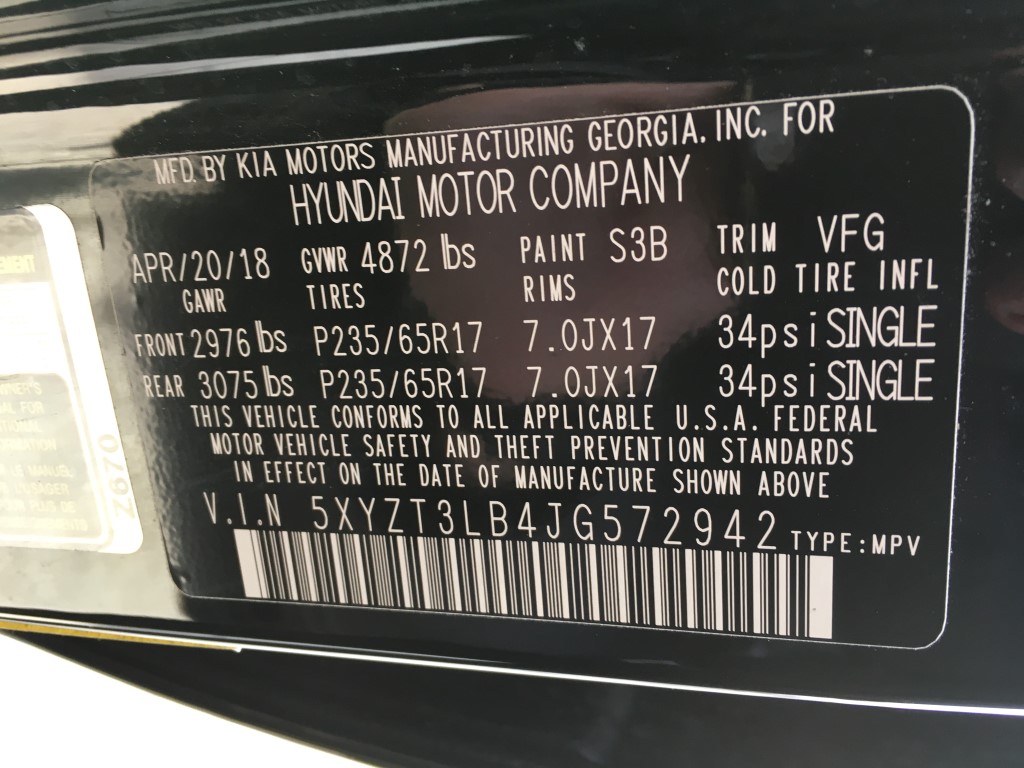 MFD. BY KIA MOTORS MANUFACTURING GEORGIA, INC. FOR
HYUNDAI MOTOR COMPANY
APR/20/18 GVWR 4872 lbs PAINT S3B TRIM VFG
GAWR TIRES RIMS COLD TIRE INFL
FRONT 2976 lbs P235/65R17 7.0JX17 34psi SINGLE
REAR 3075 lbs P235/65R17 7.0JX17 34psi SINGLE
THIS VEHICLE CONFORMS TO ALL APPLICABLE U.S.A. FEDERAL
MOTOR VEHICLE SAFETY AND THEFT PREVENTION STANDARDS
IN EFFECT ON THE DATE OF MANUFACTURE SHOWN ABOVE
V.I.N 5XYZT3LB4JG572942 TYPE:MPV
FOR
LE MANUEL
Z670